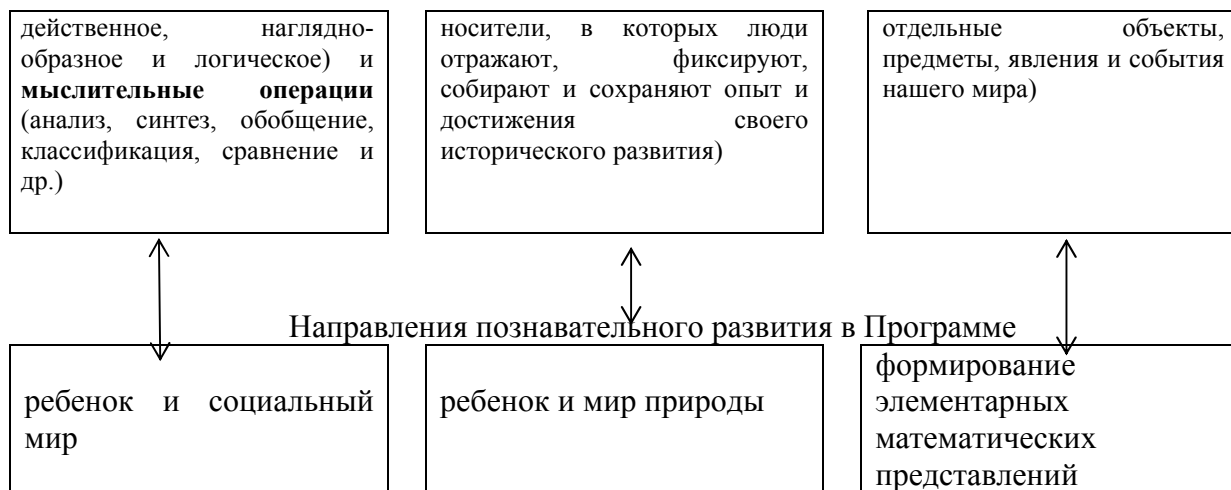 действенное, наглядно-
образное и логическое) и
мыслительные операции
(анализ, синтез, обобщение,
классификация, сравнение и
др.)
носители, в которых люди
отражают, фиксируют,
собирают и сохраняют опыт и
достижения своего
исторического развития)
отдельные объекты,
предметы, явления и события
нашего мира)
Направления познавательного развития в Программе
ребенок и социальный
мир
ребенок и мир природы
формирование
элементарных
математических
представлений